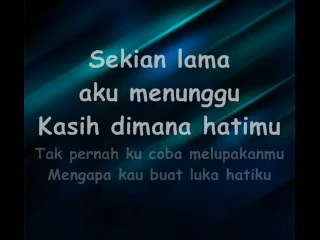 Sekian lama
aku menunggu
Kasih dimana hatimu
Tak pernah ku coba melupakanmu
Mengapa kau buat luka hatiku